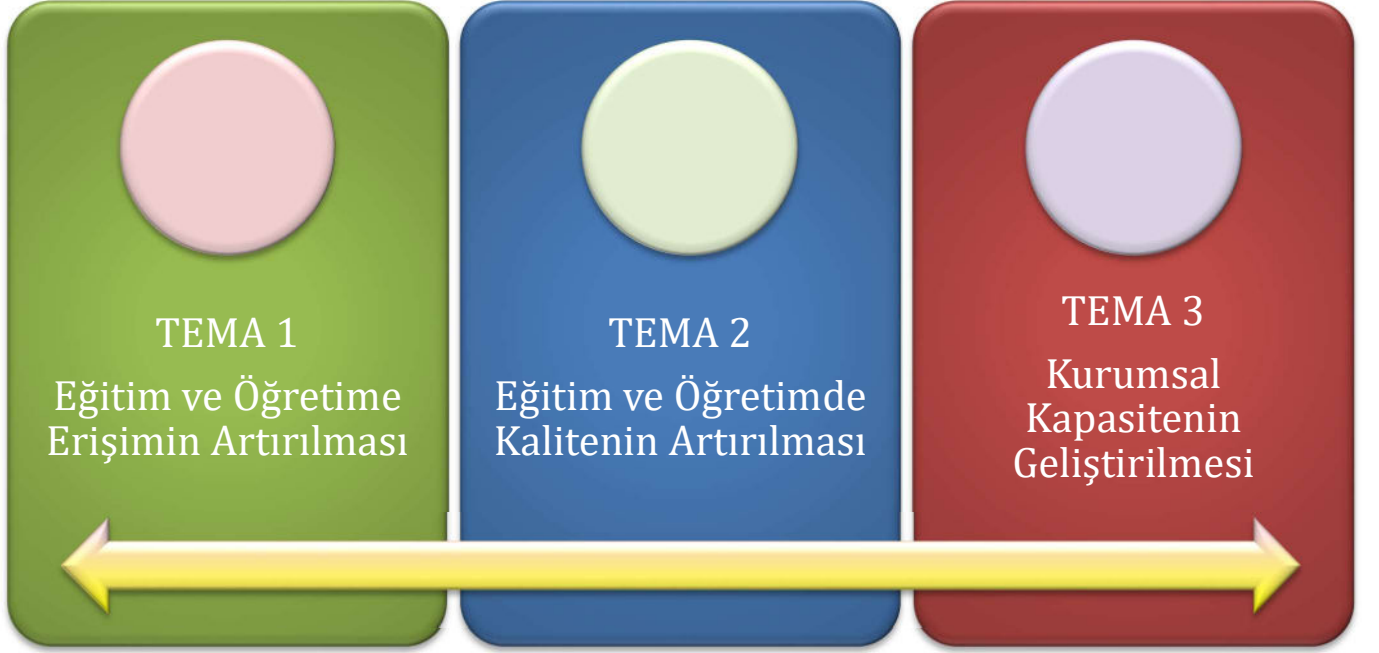 TEMA 1
Eğitim ve Öğretime
Erişimin Artırılması
TEMA 2
Eğitim ve Öğretimde
Kalitenin Artırılması
TEMA 3
Kurumsal
Kapasitenin
Geliştirilmesi